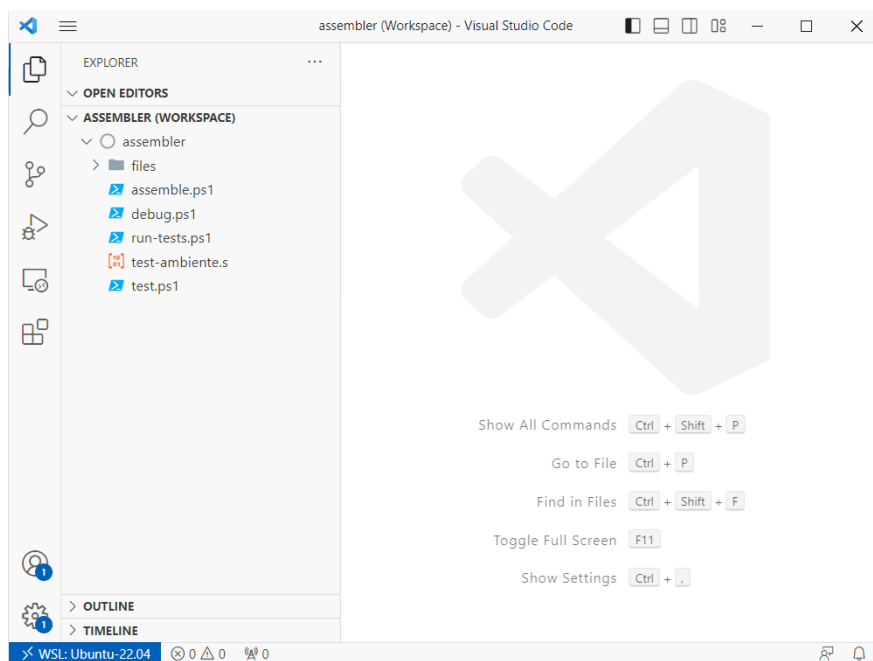 assembler (Workspace) - Visual Studio Code
EXPLORER
OPEN EDITORS
ASSEMBLER (WORKSPACE)
assembler
files
assemble.ps1
debug.ps1
run-tests.ps1
test-ambiente.s
test.ps1
Show All Commands Ctrl + Shift + P
Go to File Ctrl + P
Find in Files Ctrl + Shift + F
Toggle Full Screen F11
Show Settings Ctrl + ,
1
1
OUTLINE
TIMELINE
WSL: Ubuntu-22.04 0 0 0